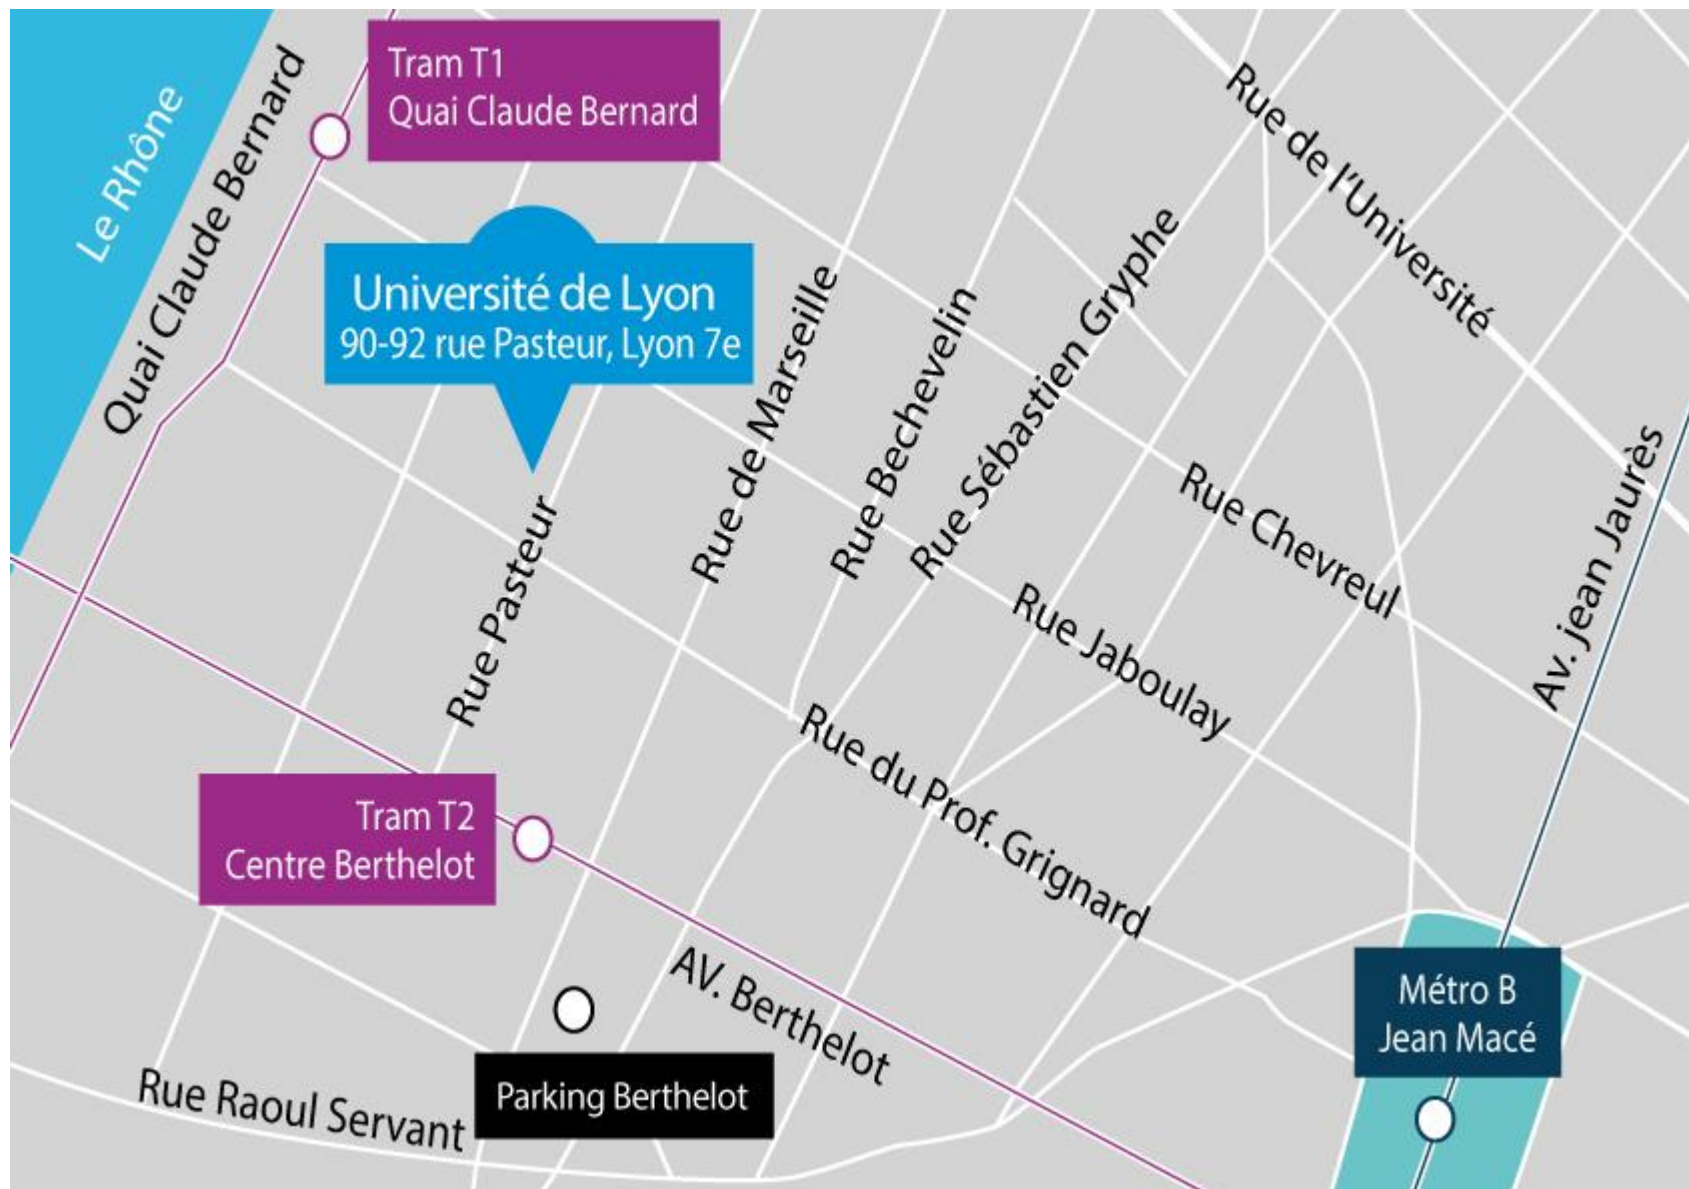 Tram T1
Quai Claude Bernard
Le Rhône
Quai Claude Bernard
Rue de l'Université
Université de Lyon
90-92 rue Pasteur, Lyon 7e
Rue de Marseille
Rue Bechevelin
Rue Sébastien Gryphe
Rue Pasteur
Rue Chevreul
Av. jean Jaurès
Rue Jaboulay
Rue du Prof. Grignard
Tram T2
Centre Berthelot
AV. Berthelot
Métro B
Jean Macé
Parking Berthelot
Rue Raoul Servant